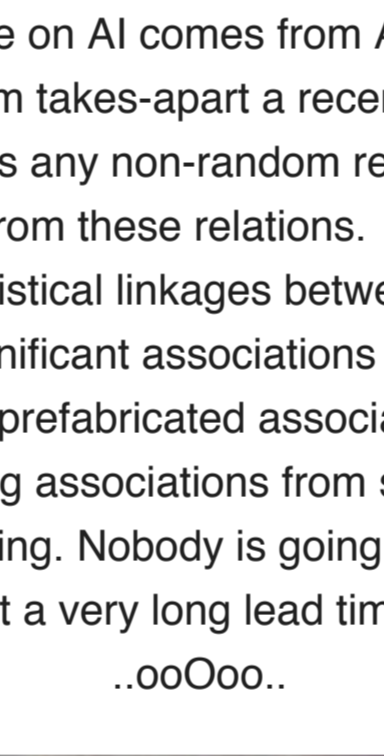 e on AI comes from A
m takes-apart a recen
s any non-random re
rom these relations.
istical linkages betwe
nificant associations
prefabricated associa
g associations from s
ing. Nobody is going
t a very long lead tim
..ooOoo..